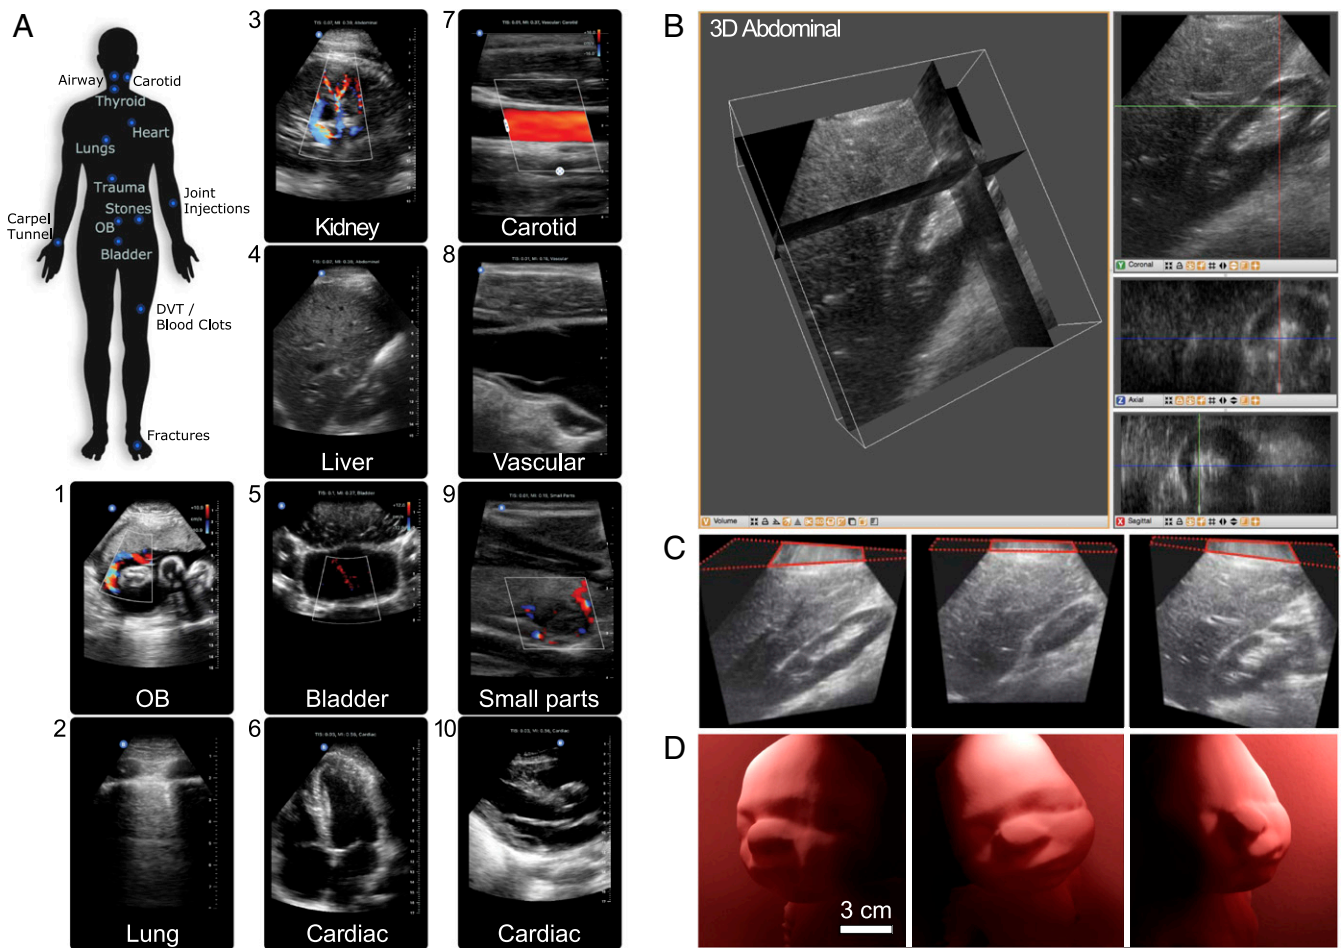 A
Airway
Carotid
Thyroid
Heart
Lungs
Trauma
Joint
Injections
Stones
Carpel
Tunnel
OB
Bladder
DVT /
Blood Clots
Fractures
1
OB
2
Lung
3
Kidney
4
Liver
5
Bladder
6
Cardiac
7
Carotid
8
Vascular
9
Small parts
10
Cardiac
B
3D Abdominal
V Volume
Y Coronal
Z Axial
X Sagittal
C
D
3 cm